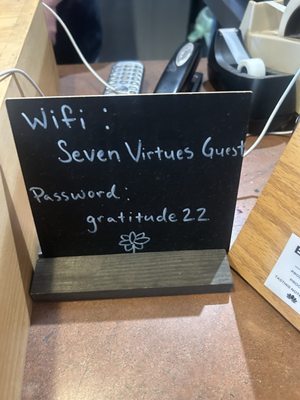 Wifi :
Seven Virtues Guest
Password:
gratitude22